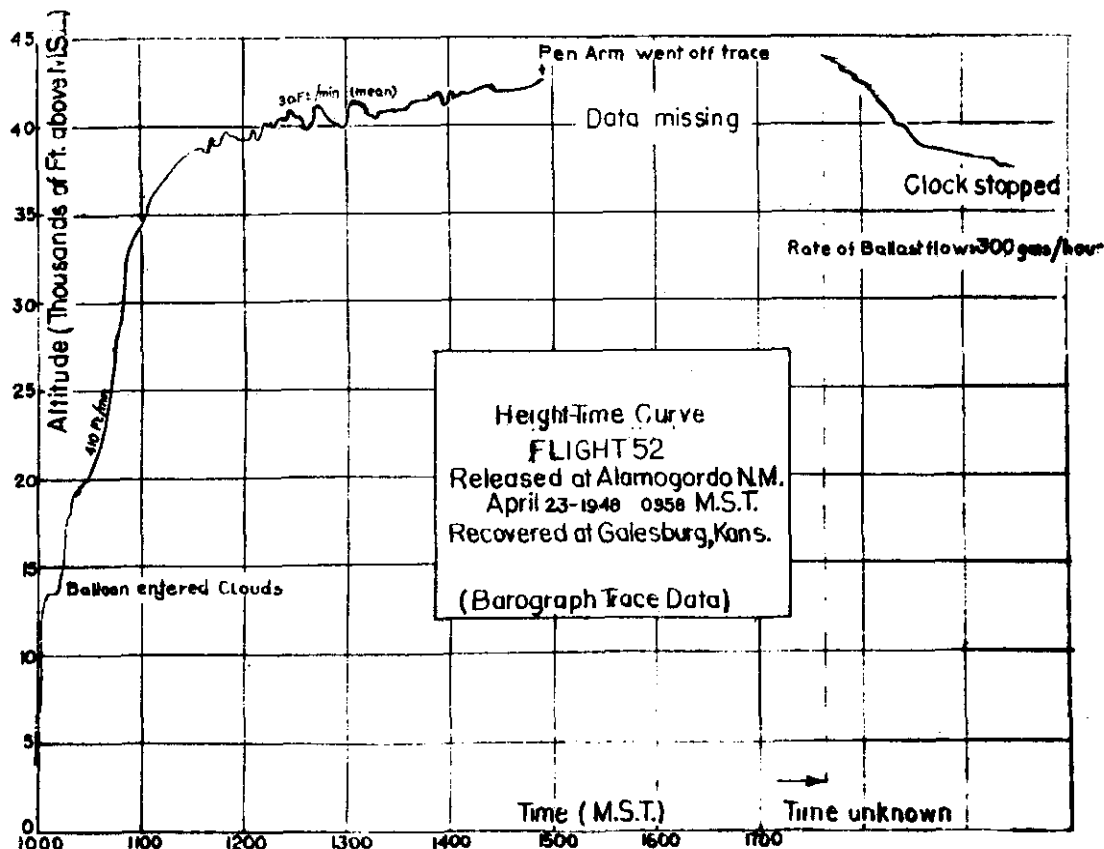 Altitude (Thousands of Ft. above M.S.L.)
45
40
35
30
25
20
15
10
5
0
Pen Arm went off trace
30Ft/min (mean)
Data missing
Clock stopped
Rate of Ballast flow=300 gms/hour
410 Ft/min
Balloon entered Clouds
Height-Time Curve
FLIGHT 52
Released at Alamogordo N.M.
April 23-1948 0958 M.S.T.
Recovered at Galesburg, Kans.
(Barograph Trace Data)
Time (M.S.T.)
Time unknown
1000 1100 1200 1300 1400 1500 1600 1700